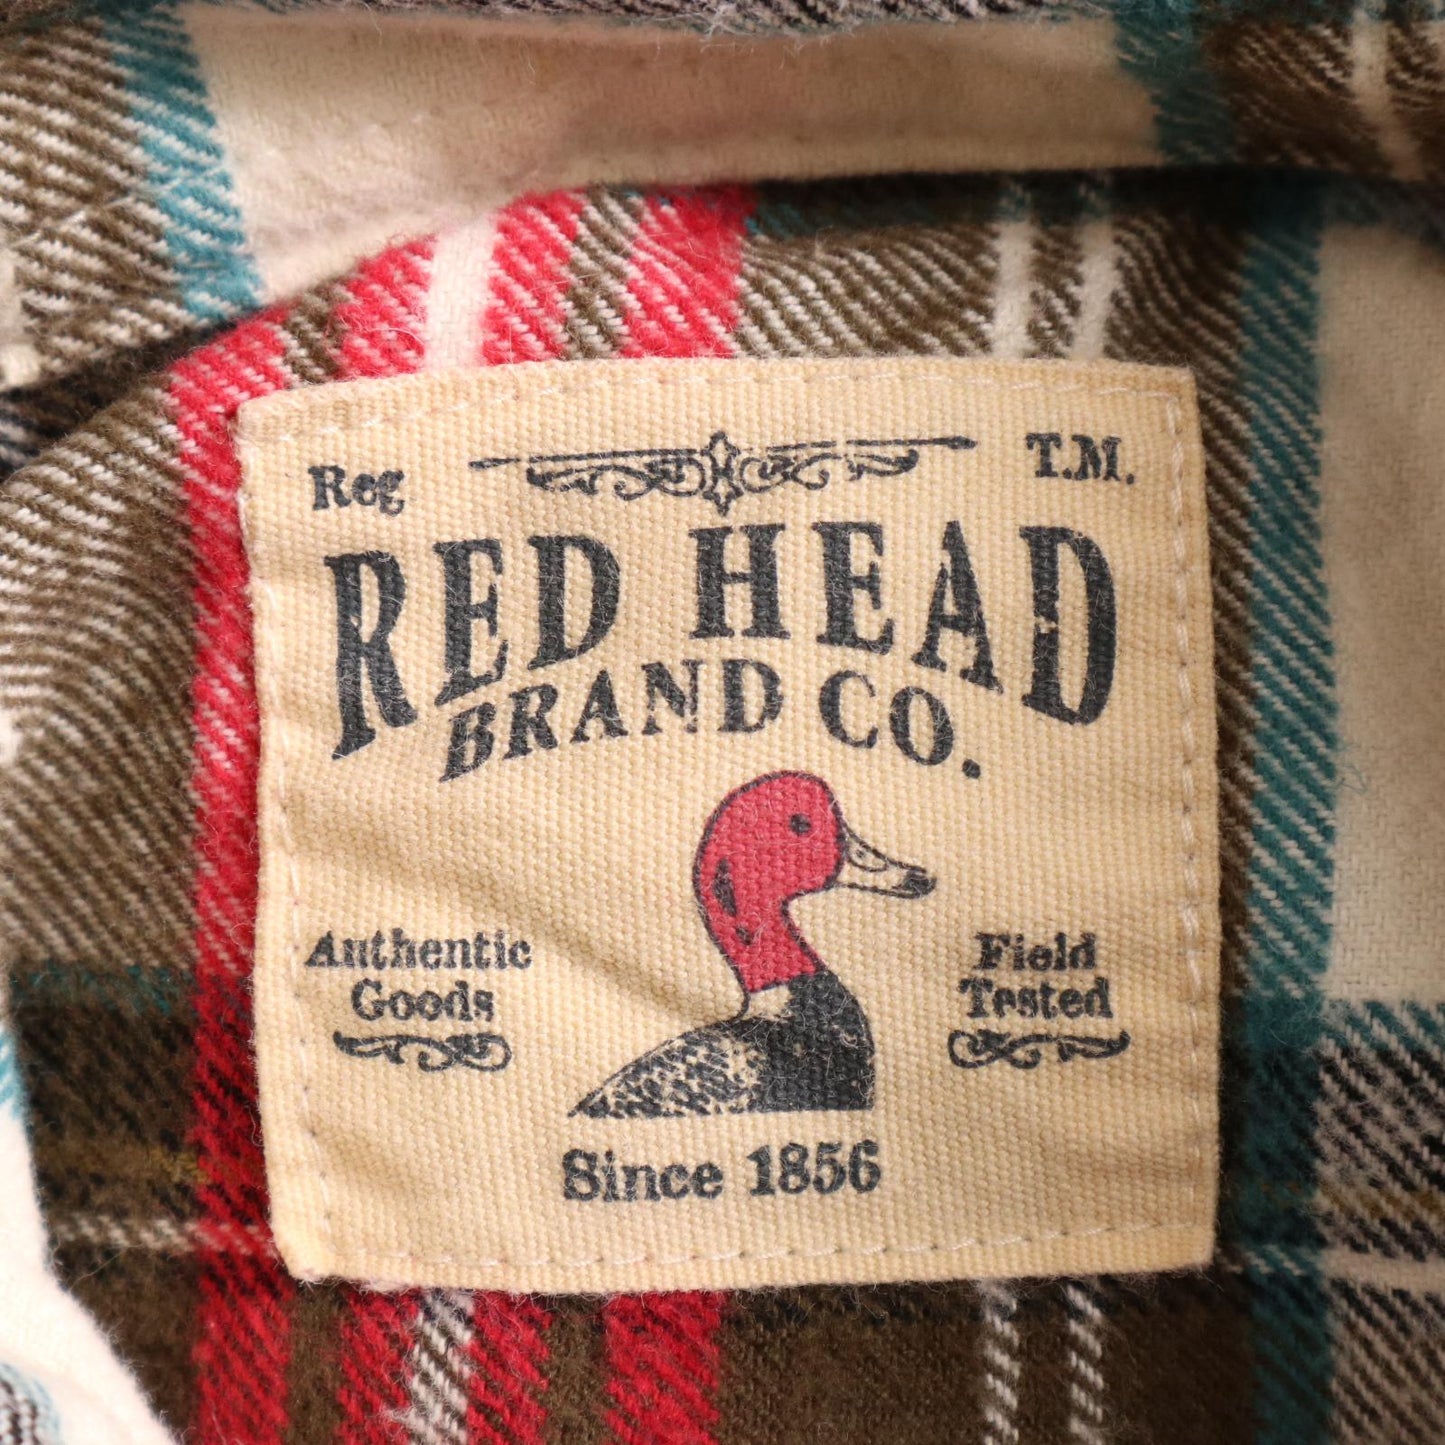 Reg T.M.
RED HEAD
BRAND CO.
Authentic
Goods
Field
Tested
Since 1856